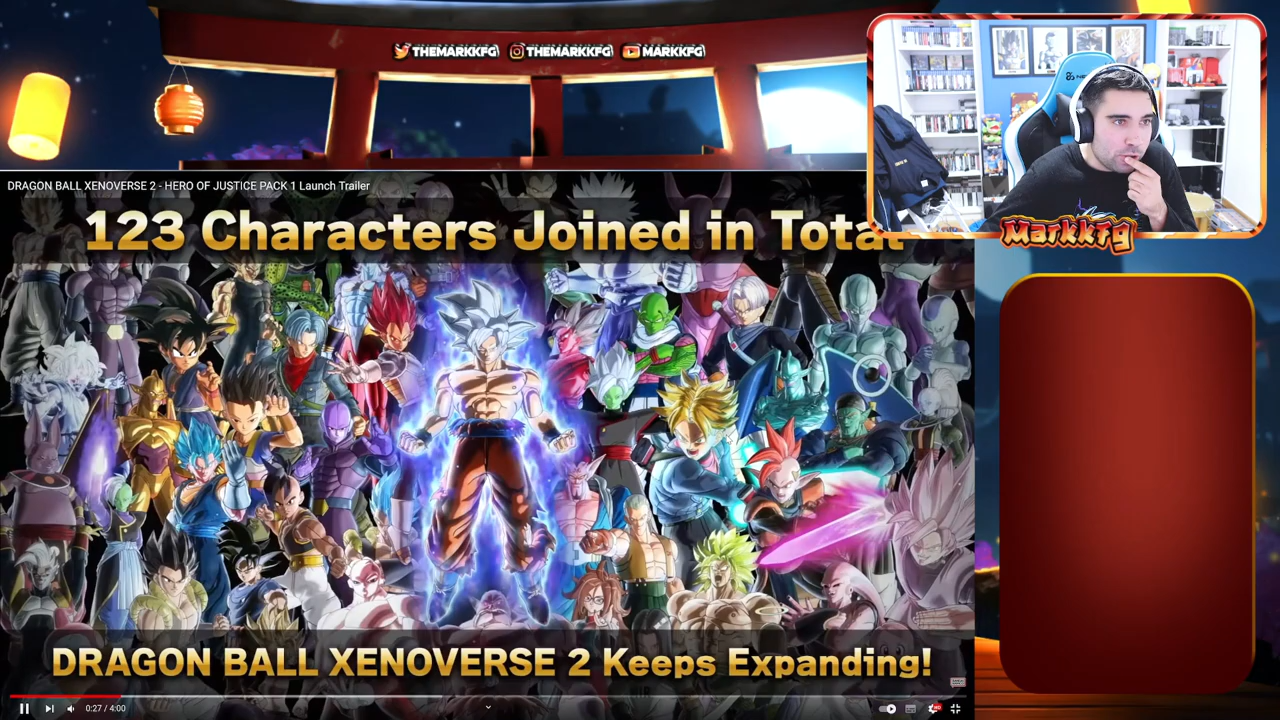 THEMARKKFG THEMARKKFG MARKKFG
DRAGON BALL XENOVERSE 2 - HERO OF JUSTICE PACK 1 Launch Trailer
123 Characters Joined in Total
Markkfg
DRAGON BALL XENOVERSE 2 Keeps Expanding!
0:27 / 4:00